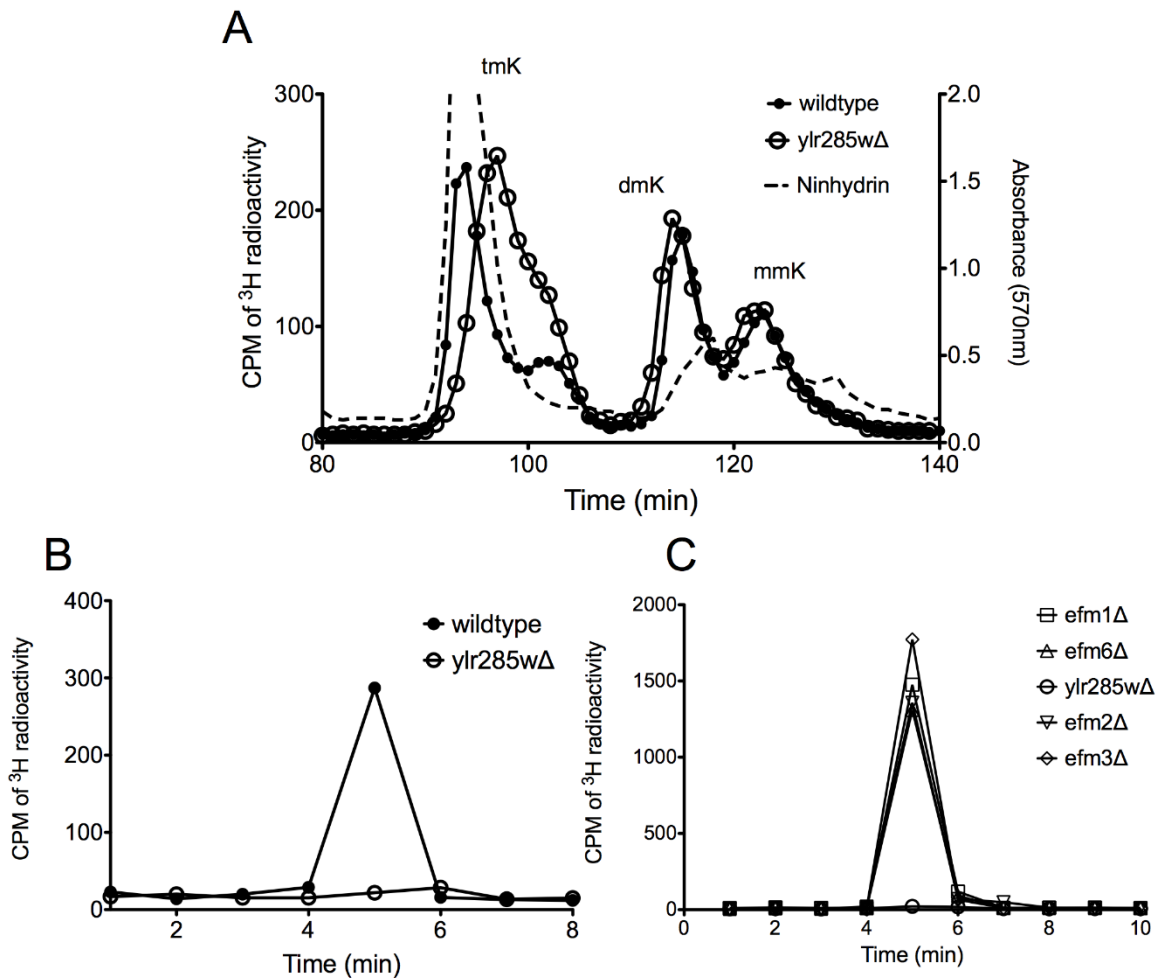 A
tmK
dmK
mmK
wildtype
ylr285wΔ
Ninhydrin
CPM of ³H radioactivity
300
200
100
0
Absorbance (570nm)
2.0
1.5
1.0
0.5
0.0
80 100 120 140
Time (min)
B
wildtype
ylr285wΔ
CPM of ³H radioactivity
400
300
200
100
0
2 4 6 8
Time (min)
C
efm1Δ
efm6Δ
ylr285wΔ
efm2Δ
efm3Δ
CPM of ³H radioactivity
2000
1500
1000
500
0
0 2 4 6 8 10
Time (min)